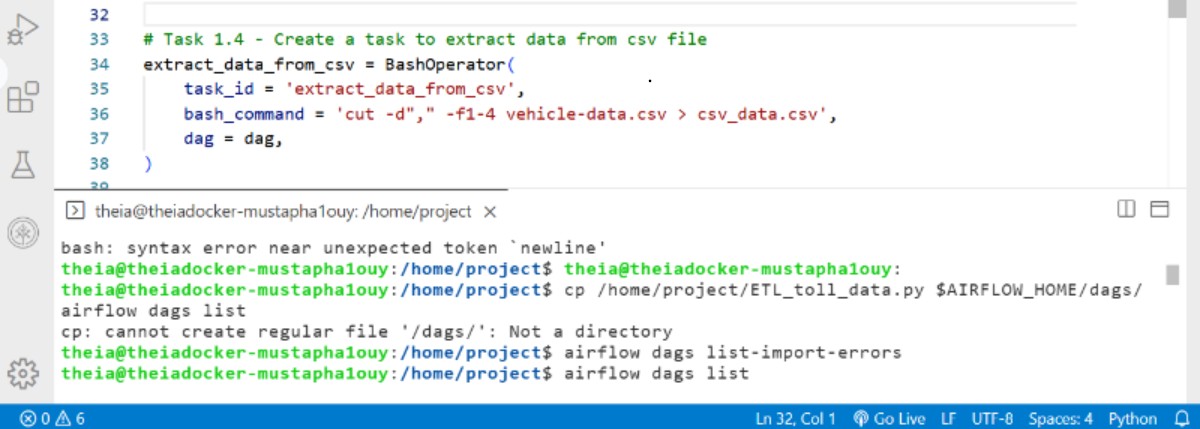 32
33 # Task 1.4 - Create a task to extract data from csv file
34 extract_data_from_csv = BashOperator(
35     task_id = 'extract_data_from_csv',
36     bash_command = 'cut -d"," -f1-4 vehicle-data.csv > csv_data.csv',
37     dag = dag,
38 )
39
theia@theiadocker-mustapha1ouy: /home/project ×
bash: syntax error near unexpected token `newline'
theia@theiadocker-mustapha1ouy:/home/project$ theia@theiadocker-mustapha1ouy:
theia@theiadocker-mustapha1ouy:/home/project$ cp /home/project/ETL_toll_data.py $AIRFLOW_HOME/dags/
airflow dags list
cp: cannot create regular file '/dags/': Not a directory
theia@theiadocker-mustapha1ouy:/home/project$ airflow dags list-import-errors
theia@theiadocker-mustapha1ouy:/home/project$ airflow dags list
0 6 Ln 32, Col 1 Go Live LF UTF-8 Spaces: 4 Python